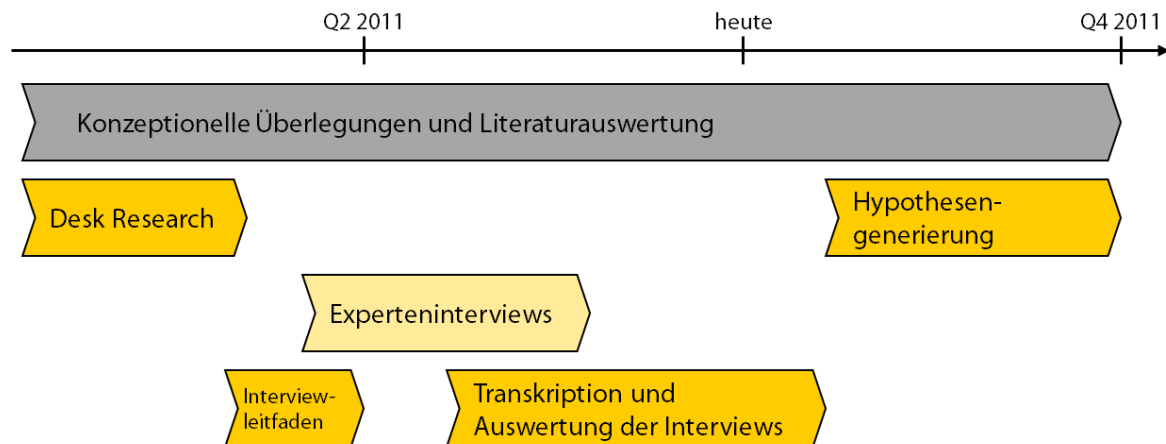 Q2 2011
heute
Q4 2011
Konzeptionelle Überlegungen und Literaturauswertung
Desk Research
Hypothesen-
generierung
Experteninterviews
Interview-
leitfaden
Transkription und
Auswertung der Interviews